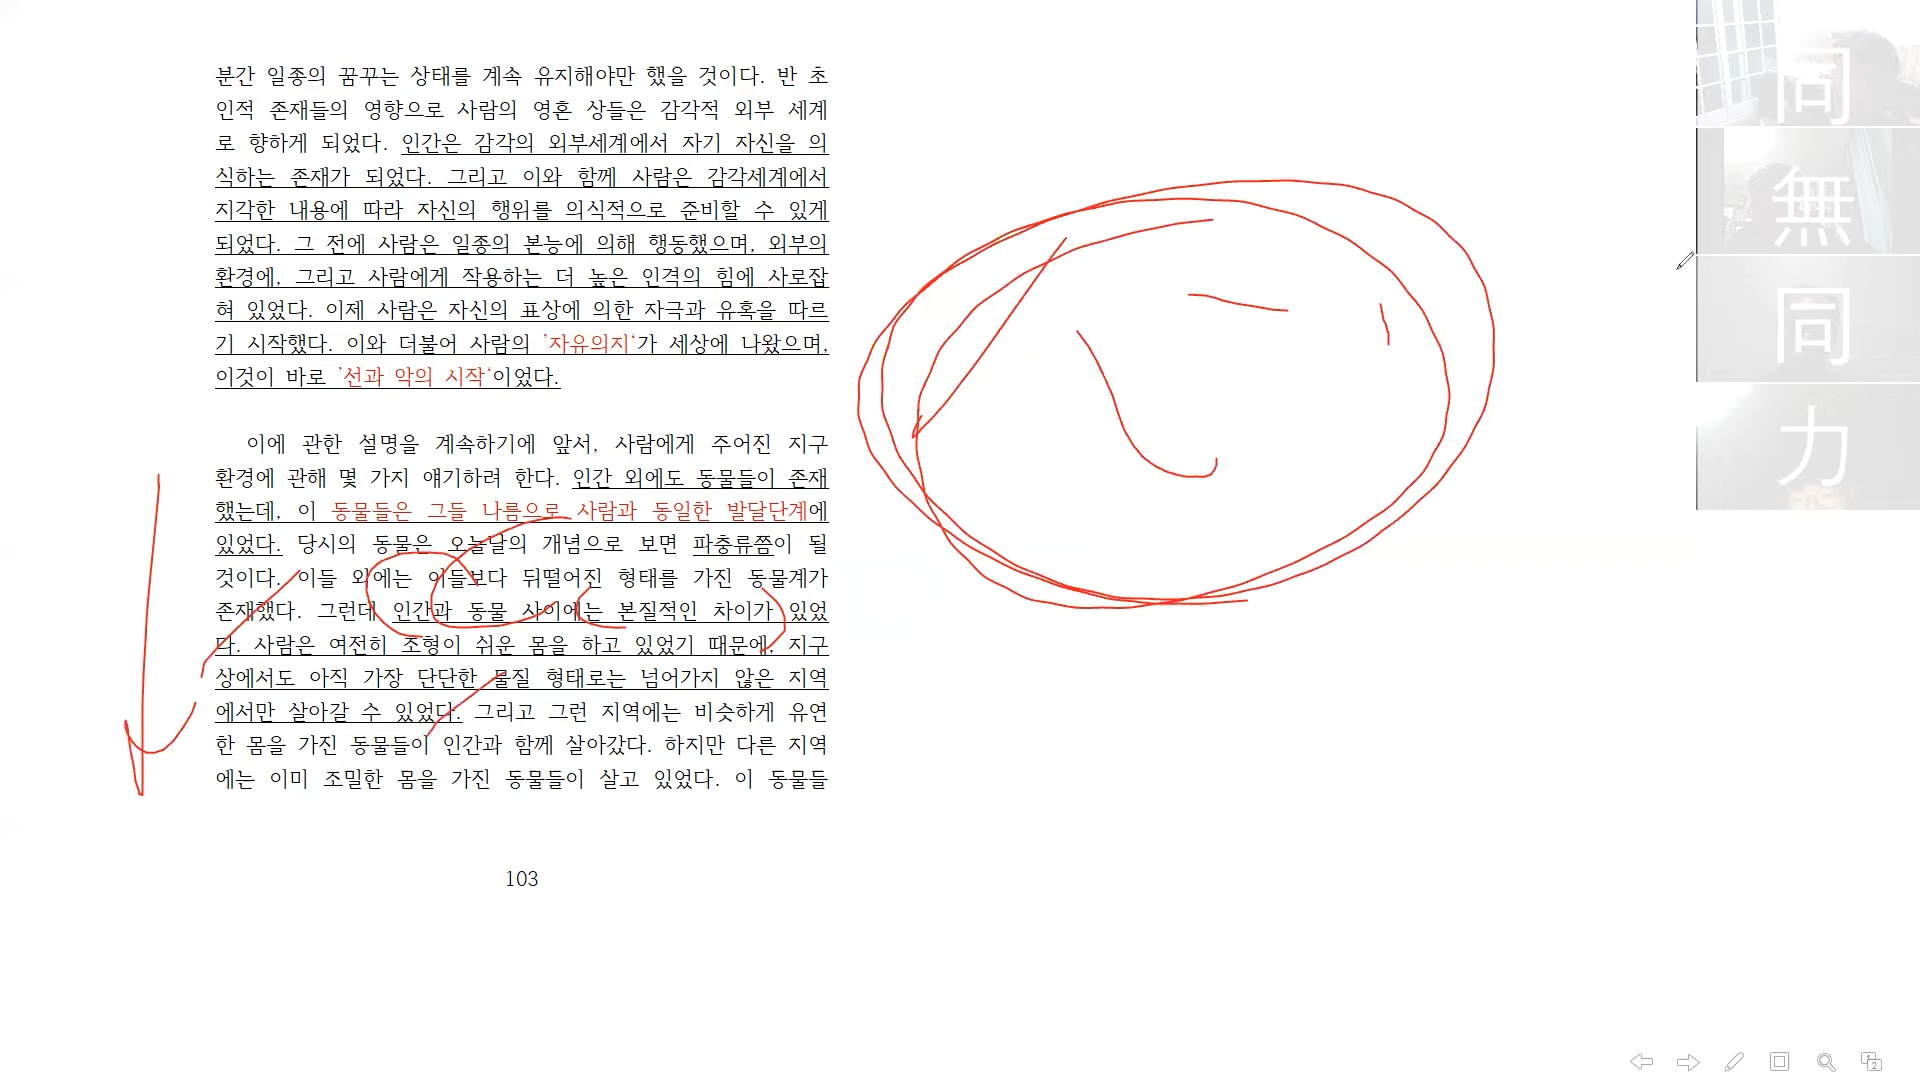 분간 일종의 꿈꾸는 상태를 계속 유지해야만 했을 것이다. 반 초
인적 존재들의 영향으로 사람의 영혼 상들은 감각적 외부 세계
로 향하게 되었다. 인간은 감각의 외부세계에서 자기 자신을 의
식하는 존재가 되었다. 그리고 이와 함께 사람은 감각세계에서
지각한 내용에 따라 자신의 행위를 의식적으로 준비할 수 있게
되었다. 그 전에 사람은 일종의 본능에 의해 행동했으며, 외부의
환경에, 그리고 사람에게 작용하는 더 높은 인격의 힘에 사로잡
혀 있었다. 이제 사람은 자신의 표상에 의한 자극과 유혹을 따르
기 시작했다. 이와 더불어 사람의 ’자유의지‘가 세상에 나왔으며,
이것이 바로 ’선과 악의 시작‘이었다.
이에 관한 설명을 계속하기에 앞서, 사람에게 주어진 지구
환경에 관해 몇 가지 얘기하려 한다. 인간 외에도 동물들이 존재
했는데, 이 동물들은 그들 나름으로 사람과 동일한 발달단계에
있었다. 당시의 동물은 오늘날의 개념으로 보면 파충류쯤이 될
것이다. 이들 외에는 이들보다 뒤떨어진 형태를 가진 동물계가
존재했다. 그런데 인간과 동물 사이에는 본질적인 차이가 있었
다. 사람은 여전히 조형이 쉬운 몸을 하고 있었기 때문에, 지구
상에서도 아직 가장 단단한 물질 형태로는 넘어가지 않은 지역
에서만 살아갈 수 있었다. 그리고 그런 지역에는 비슷하게 유연
한 몸을 가진 동물들이 인간과 함께 살아갔다. 하지만 다른 지역
에는 이미 조밀한 몸을 가진 동물들이 살고 있었다. 이 동물들
103
同
無
同
力